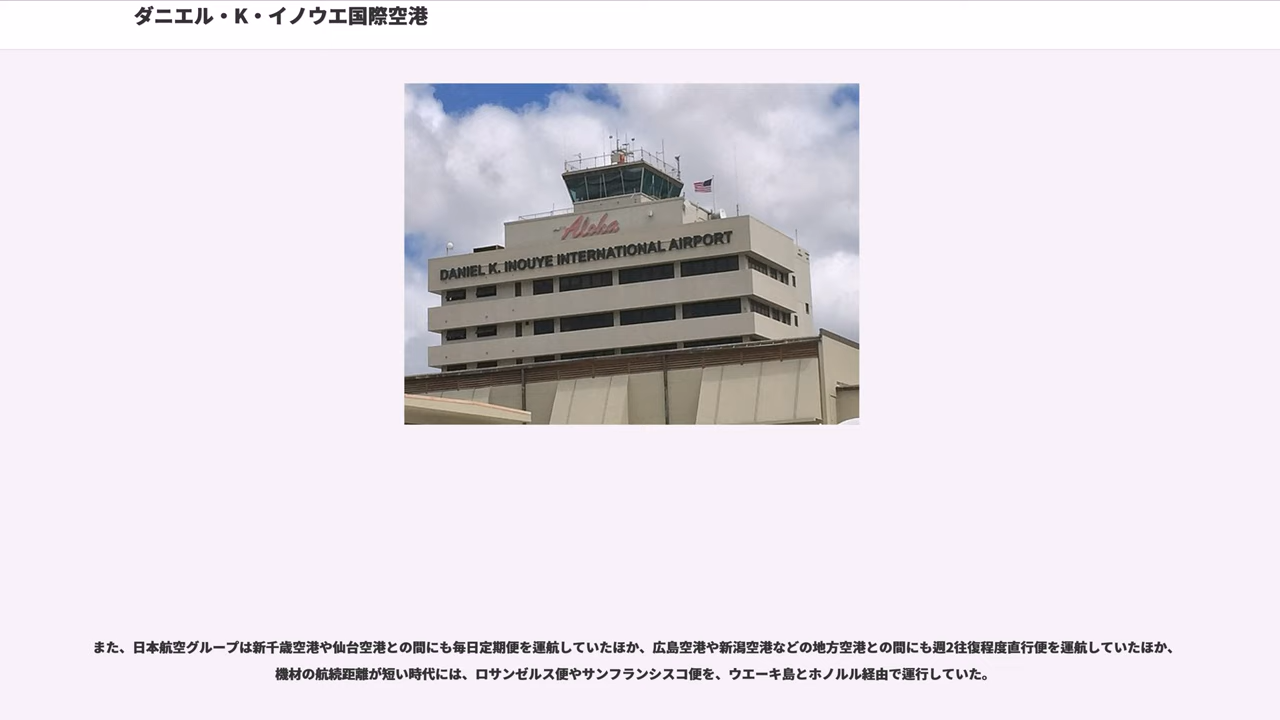 ダニエル・K・イノウエ国際空港
Aloha
DANIEL K. INOUYE INTERNATIONAL AIRPORT
また、日本航空グループは新千歳空港や仙台空港との間にも毎日定期便を運航していたほか、広島空港や新潟空港などの地方空港との間にも週2往復程度直行便を運航していたほか、
機材の航続距離が短い時代には、ロサンゼルス便やサンフランシスコ便を、ウエーキ島とホノルル経由で運行していた。